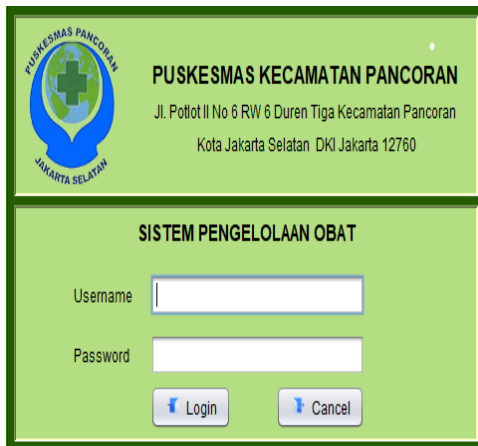 PUSKESMAS PANCORAN
JAKARTA SELATAN
PUSKESMAS KECAMATAN PANCORAN
Jl. Potlot II No 6 RW 6 Duren Tiga Kecamatan Pancoran
Kota Jakarta Selatan DKI Jakarta 12760
SISTEM PENGELOLAAN OBAT
Username
Password
Login Cancel